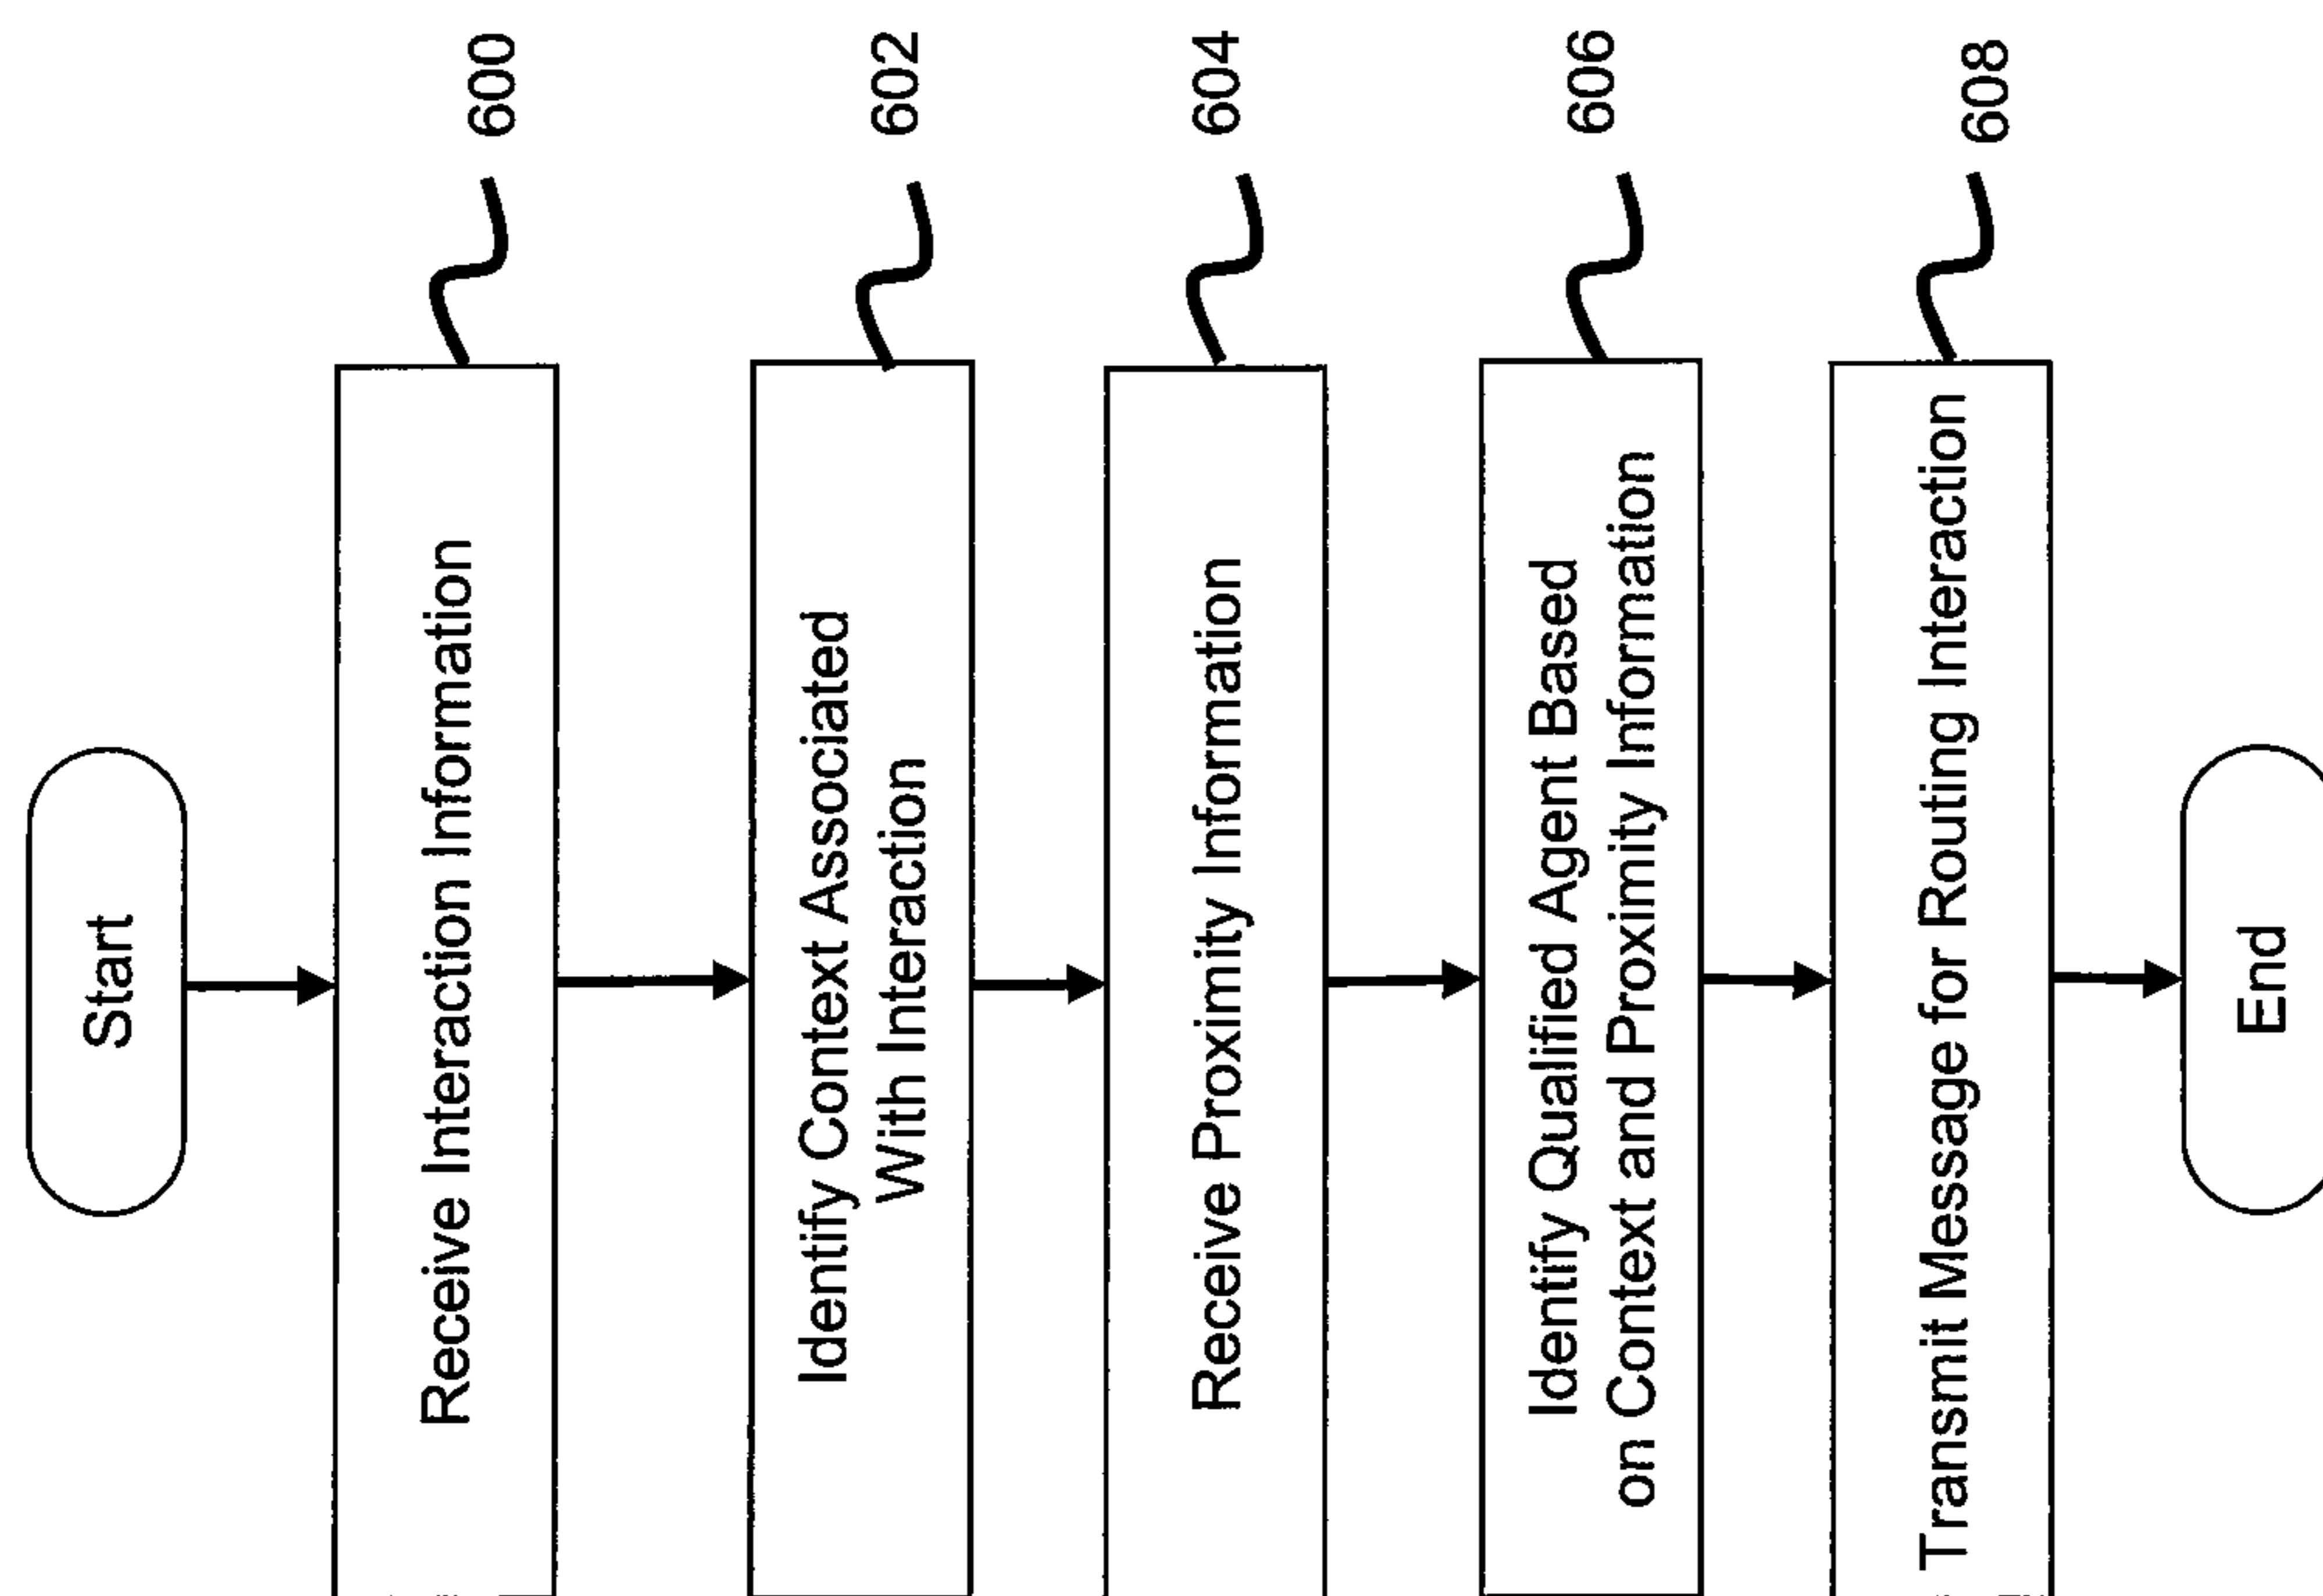 Start
Receive Interaction Information
600
Identify Context Associated
With Interaction
602
Receive Proximity Information
604
Identify Qualified Agent Based
on Context and Proximity Information
606
Transmit Message for Routing Interaction
608
End